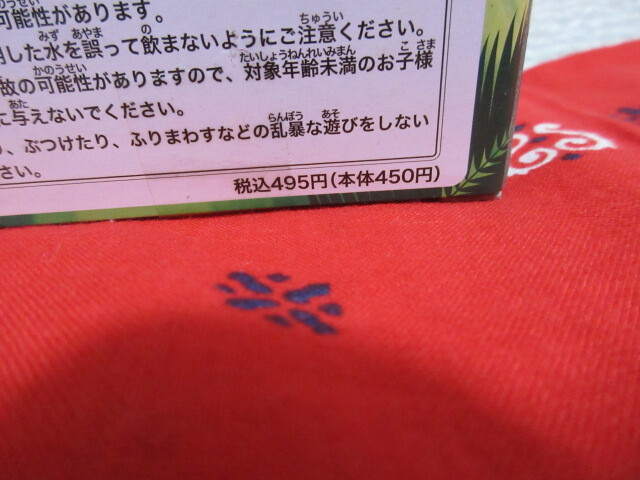 可能性があります。
した水を誤って飲まないようにご注意ください。
故の可能性がありますので、対象年齢未満のお子様
に与えないでください。
、ぶつけたり、ふりまわすなどの乱暴な遊びをしない
さい。
税込495円(本体450円)